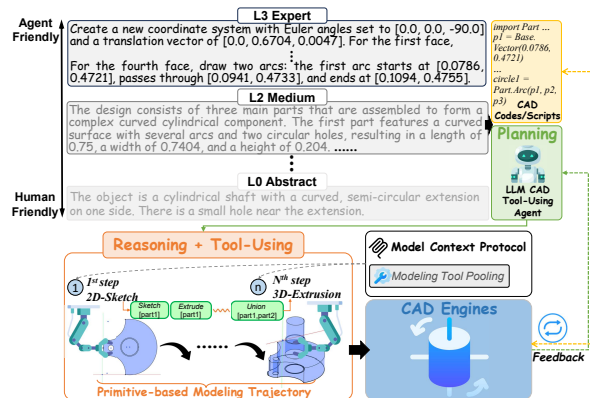 Agent
Friendly
L3 Expert
Create a new coordinate system with Euler angles set to [0.0, 0.0, -90.0]
and a translation vector of [0.0, 0.6704, 0.0047]. For the first face,
For the fourth face, draw two arcs: the first arc starts at [0.0786,
0.4721], passes through [0.0941, 0.4733], and ends at [0.1094, 0.4755].
L2 Medium
The design consists of three main parts that are assembled to form a
complex curved cylindrical component. The first part features a curved
surface with several arcs and two circular holes, resulting in a length of
0.75, a width of 0.7404, and a height of 0.204. ......
L0 Abstract
The object is a cylindrical shaft with a curved, semi-circular extension
on one side. There is a small hole near the extension.
Human
Friendly
import Part ...
p1 = Base.
Vector(0.0786,
0.4721)
...
circle1 =
Part.Arc(p1, p2,
p3)
CAD
Codes/Scripts
Planning
LLM CAD
Tool-Using
Agent
Reasoning + Tool-Using
1
1st step
2D-Sketch
Sketch
[part1]
Extrude
[part1]
Union
[part1,part2]
n
Nth step
3D-Extrusion
......
Primitive-based Modeling Trajectory
Model Context Protocol
Modeling Tool Pooling
CAD Engines
Feedback